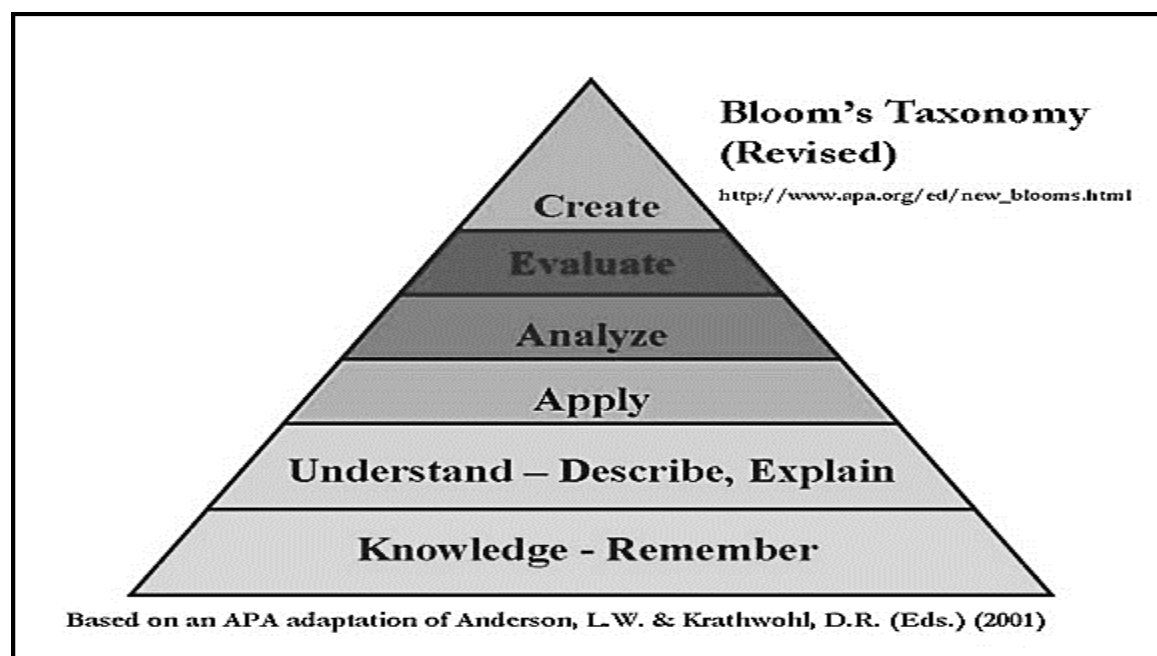 Bloom's Taxonomy
(Revised)
http://www.apa.org/ed/new_blooms.html
Create
Evaluate
Analyze
Apply
Understand – Describe, Explain
Knowledge - Remember
Based on an APA adaptation of Anderson, L.W. & Krathwohl, D.R. (Eds.) (2001)